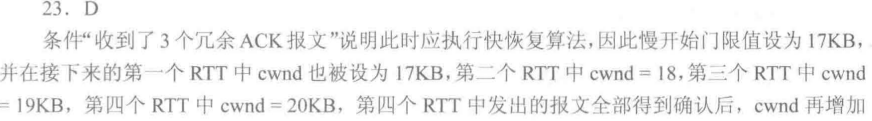 23. D
条件“收到了3个冗余ACK报文”说明此时应执行快恢复算法,因此慢开始门限值设为17KB,
并在接下来的第一个RTT中cwnd也被设为17KB,第二个RTT中cwnd = 18,第三个RTT中cwnd
= 19KB，第四个RTT中cwnd = 20KB，第四个RTT中发出的报文全部得到确认后，cwnd再增加